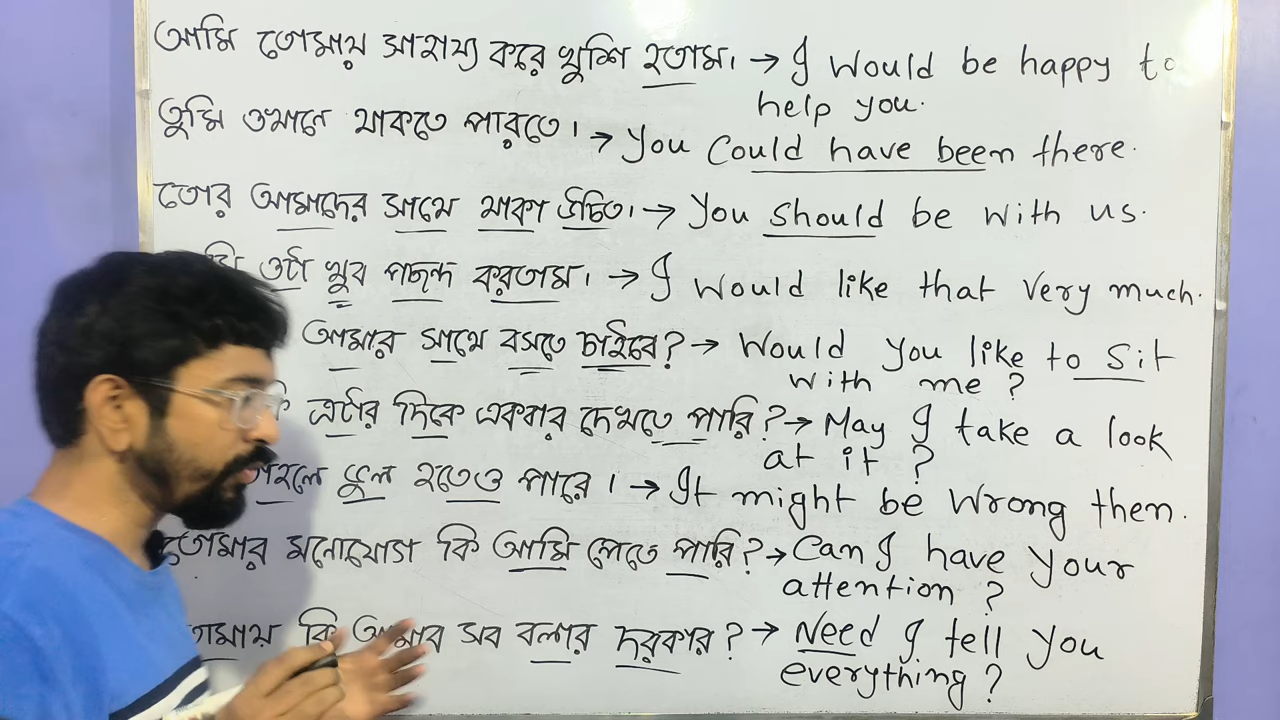 আমি তোমায় সাহায্য করে খুশি হতাম। → I would be happy to
help you.
তুমি ওখানে থাকতে পারতে। → You could have been there.
তোর আমাদের সাথে থাকা উচিত। → You should be with us.
ওটা খুব পছন্দ করতাম। → I would like that very much.
আমার সাথে বসতে চাইবে? → Would you like to sit
with me?
এটার দিকে একবার দেখতে পারি? → May I take a look
at it?
ভুল হতেও পারে। → It might be wrong then.
তোমার মনোযোগ কি আমি পেতে পারি? → Can I have your
attention?
কি আমার সব বলার দরকার? → Need I tell you
everything?